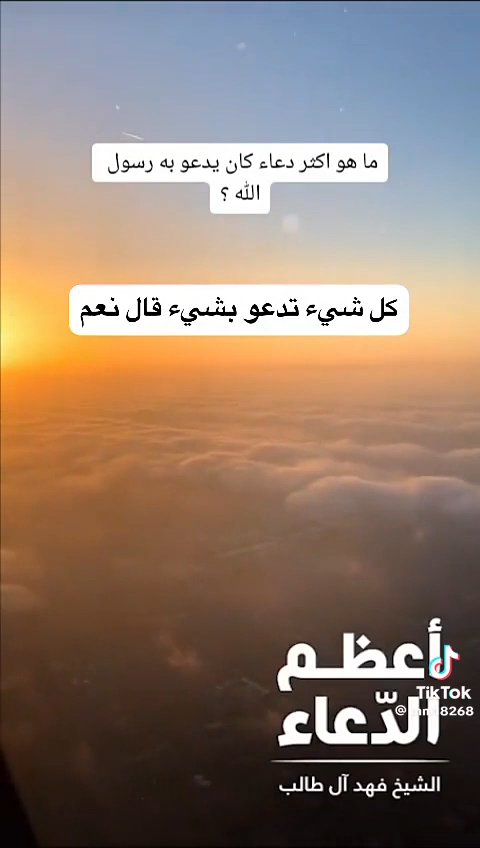 ما هو اكثر دعاء كان يدعو به رسول
الله ؟
كل شيء تدعو بشيء قال نعم
أعظم
الدّعاء
الشيخ فهد آل طالب
TikTok